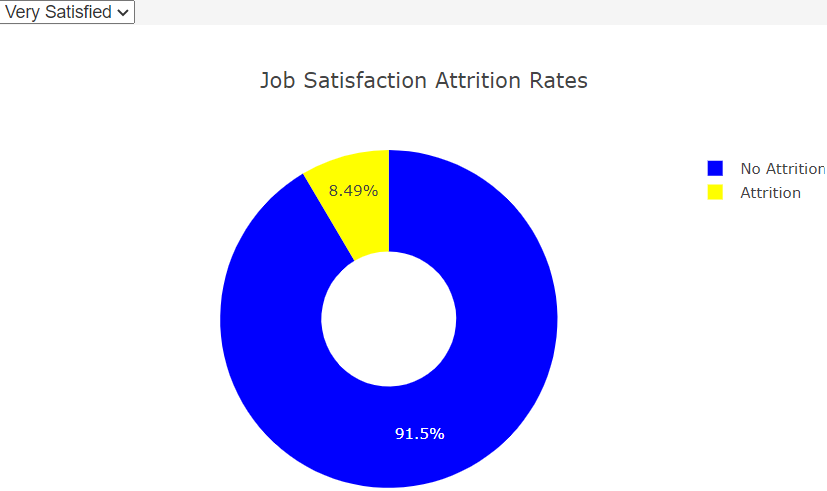 Very Satisfied
Job Satisfaction Attrition Rates
No Attrition
Attrition
8.49%
91.5%